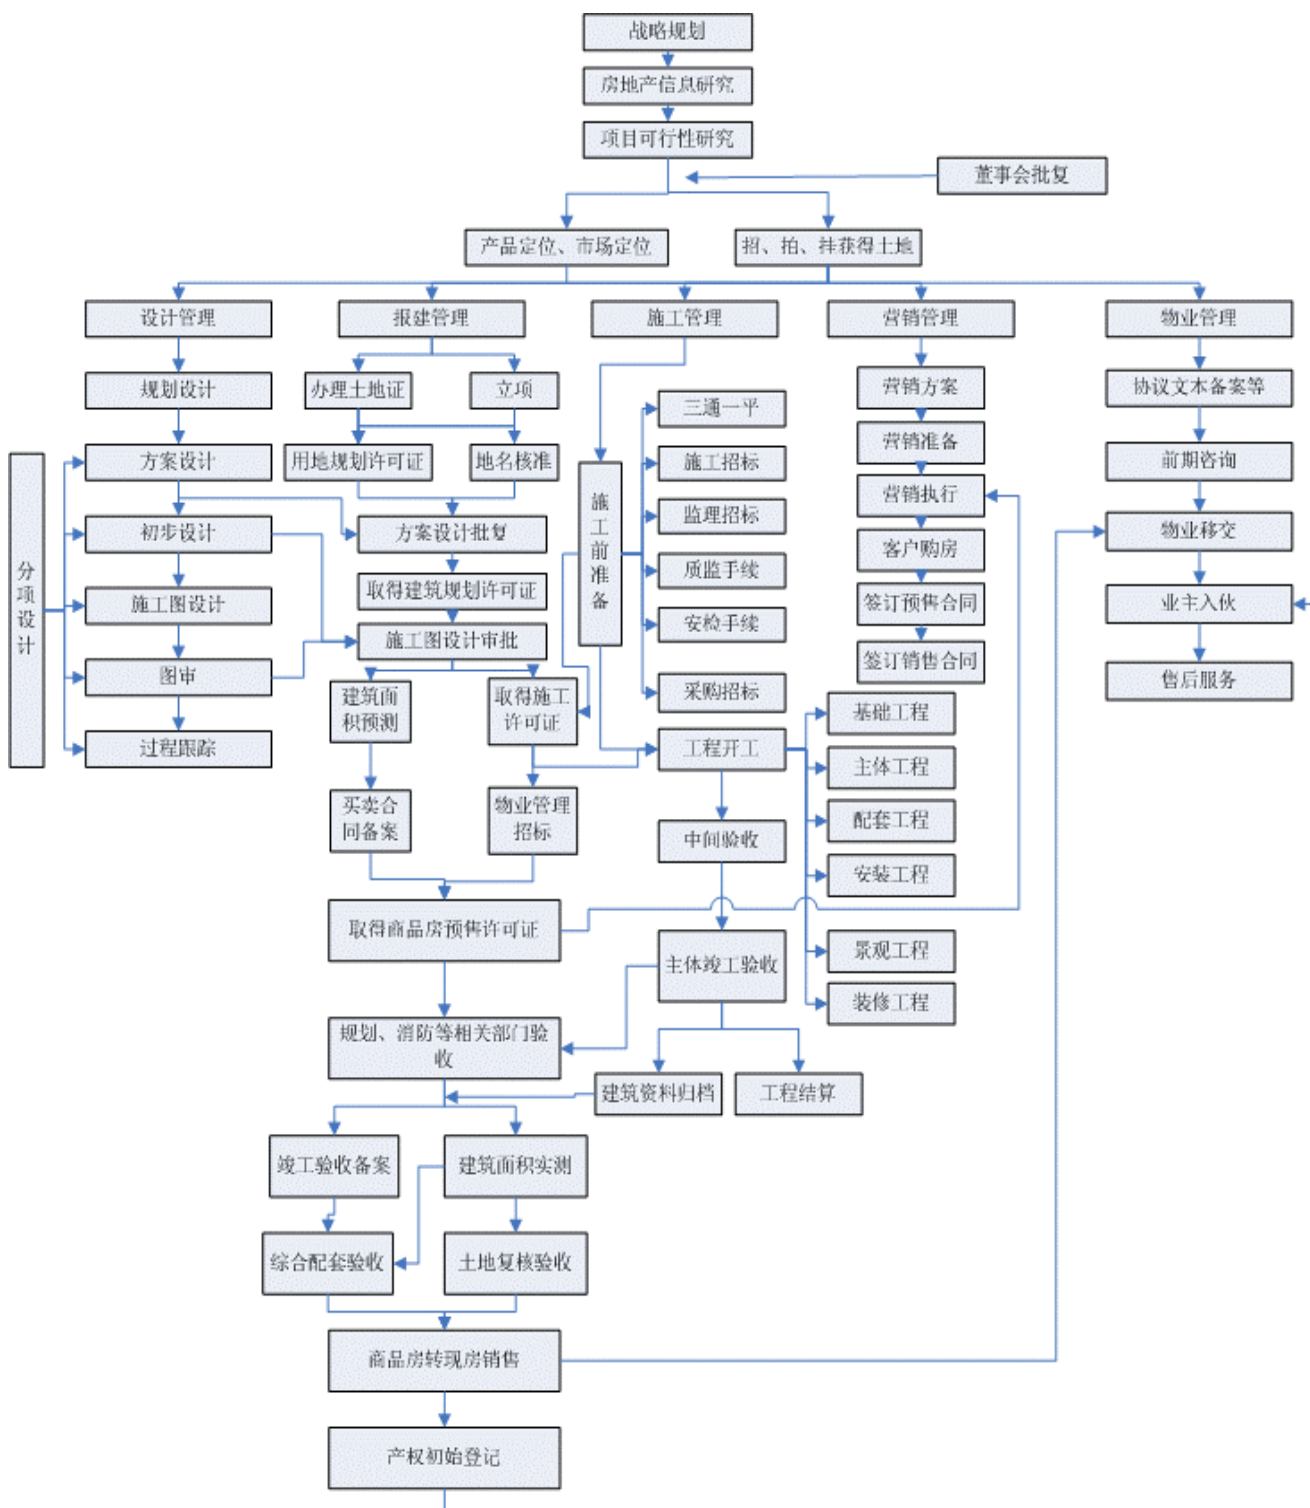 战略规划
房地产信息研究
项目可行性研究
董事会批复
产品定位、市场定位
招、拍、挂获得土地
设计管理
报建管理
施工管理
营销管理
物业管理
规划设计
办理土地证
立项
三通一平
营销方案
协议文本备案等
方案设计
用地规划许可证
地名核准
施工招标
营销准备
前期咨询
施
工
前
准
备
初步设计
方案设计批复
监理招标
营销执行
物业移交
分
项
设
计
取得建筑规划许可证
质监手续
客户购房
施工图设计
施工图设计审批
安检手续
签订预售合同
业主入伙
图审
建筑面
积预测
取得施工
许可证
采购招标
签订销售合同
售后服务
过程跟踪
工程开工
基础工程
主体工程
买卖合
同备案
物业管理
招标
中间验收
配套工程
安装工程
取得商品房预售许可证
主体竣工验收
景观工程
装修工程
规划、消防等相关部门验
收
建筑资料归档
工程结算
竣工验收备案
建筑面积实测
综合配套验收
土地复核验收
商品房转现房销售
产权初始登记